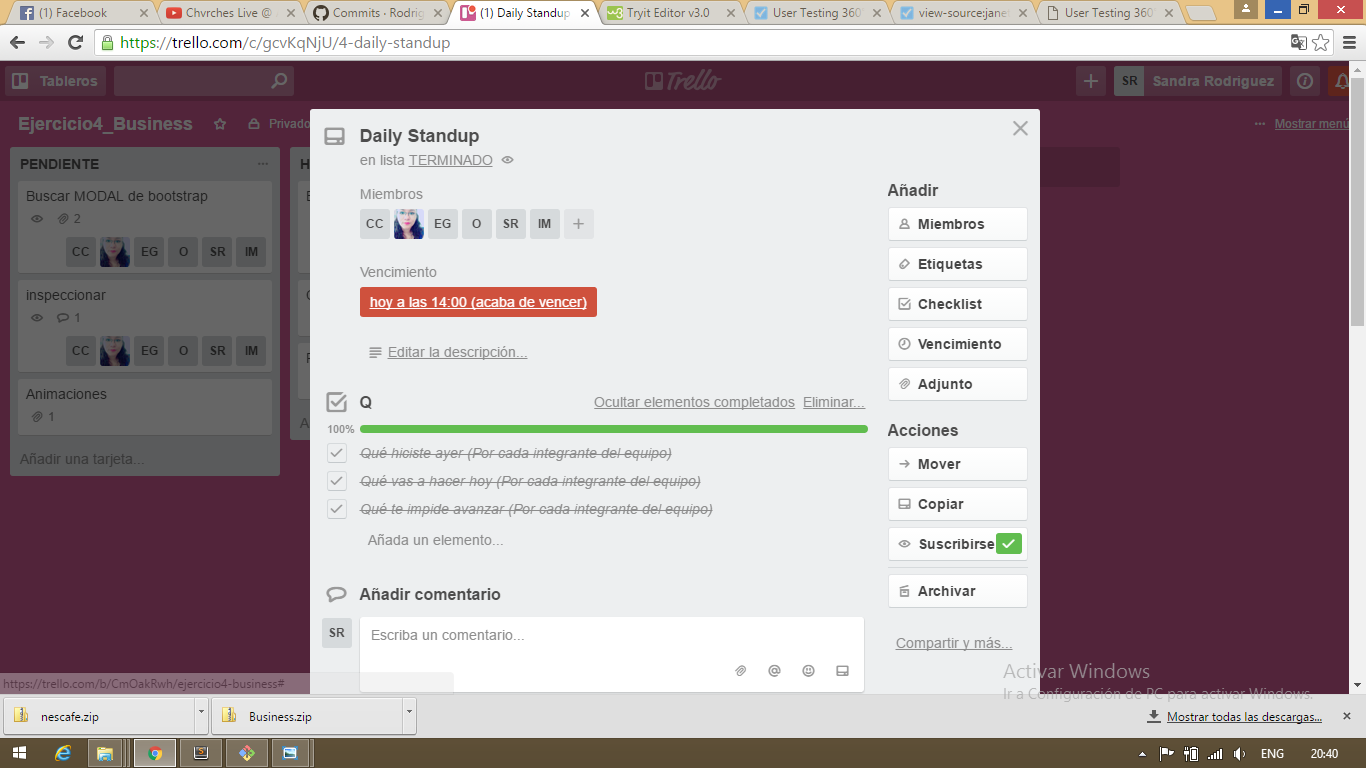 (1) Facebook
Chvrches Live @
Commits · Rodrig
(1) Daily Standup
Tryit Editor v3.0
User Testing 360°
view-source:janet
User Testing 360°
https://trello.com/c/gcvKqNjU/4-daily-standup
Tableros
Trello
SR Sandra Rodriguez
Ejercicio4_Business
Privado
Mostrar menú
PENDIENTE
Buscar MODAL de bootstrap
2
CC EG O SR IM
inspeccionar
1
CC EG O SR IM
Animaciones
1
Añadir una tarjeta...
Daily Standup
en lista TERMINADO
Miembros
CC EG O SR IM +
Vencimiento
hoy a las 14:00 (acaba de vencer)
Editar la descripción...
Q
Ocultar elementos completados Eliminar...
100%
Qué hiciste ayer (Por cada integrante del equipo)
Qué vas a hacer hoy (Por cada integrante del equipo)
Qué te impide avanzar (Por cada integrante del equipo)
Añada un elemento...
Añadir comentario
SR
Escriba un comentario...
Añadir
Miembros
Etiquetas
Checklist
Vencimiento
Adjunto
Acciones
Mover
Copiar
Suscribirse
Archivar
Compartir y más...
Activar Windows
Ir a Configuración de PC para activar Windows.
https://trello.com/b/CmOakRwh/ejercicio4-business#
nescafe.zip
Business.zip
Mostrar todas las descargas...
ENG
20:40